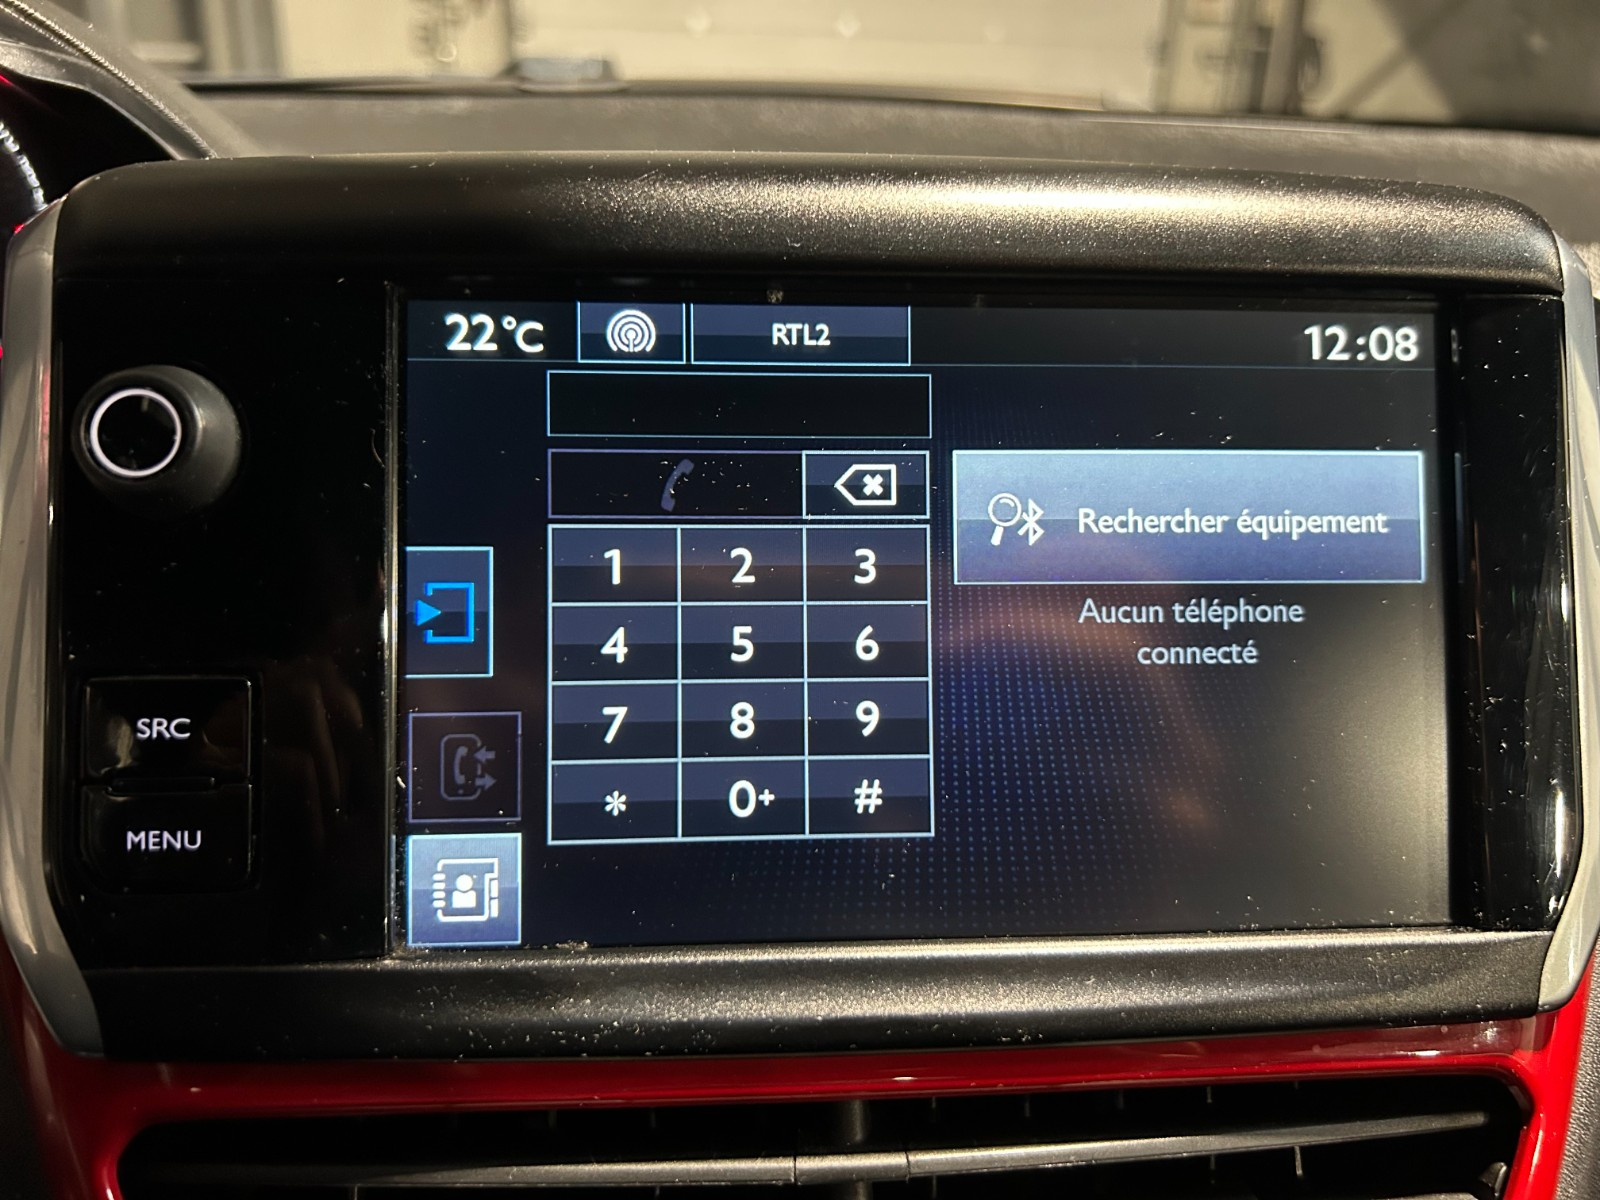 22°C
RTL2
12:08
1 2 3
4 5 6
7 8 9
* 0+ #
Rechercher équipement
Aucun téléphone
connecté
SRC
MENU